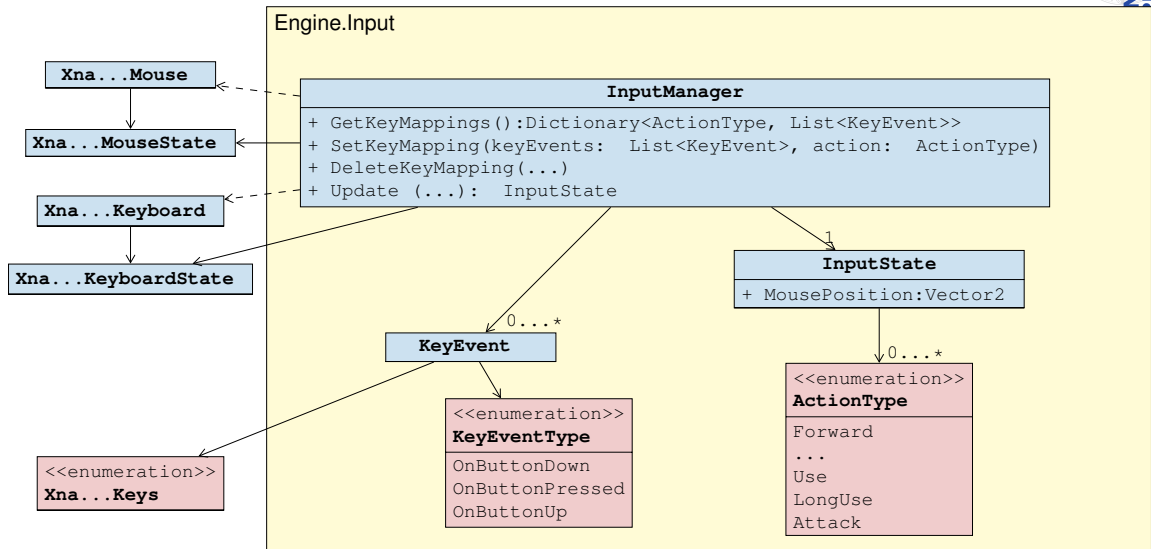 Engine.Input
Xna...Mouse
Xna...MouseState
Xna...Keyboard
Xna...KeyboardState
InputManager
+ GetKeyMappings():Dictionary<ActionType, List<KeyEvent>>
+ SetKeyMapping(keyEvents: List<KeyEvent>, action: ActionType)
+ DeleteKeyMapping(...)
+ Update (...): InputState
1
InputState
+ MousePosition:Vector2
0...*
KeyEvent
0...*
<<enumeration>>
ActionType
Forward
...
Use
LongUse
Attack
<<enumeration>>
KeyEventType
OnButtonDown
OnButtonPressed
OnButtonUp
<<enumeration>>
Xna...Keys